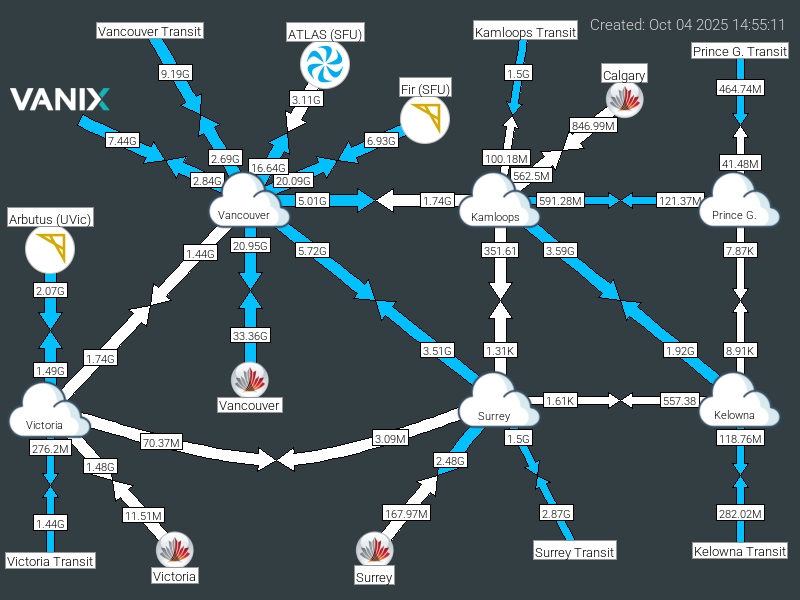 Created: Oct 04 2025 14:55:11
Vancouver Transit
ATLAS (SFU)
Kamloops Transit
Prince G. Transit
9.19G
1.5G
Calgary
464.74M
VANIX
3.11G
Fir (SFU)
846.99M
7.44G
6.93G
2.69G
16.64G
100.18M
562.5M
41.48M
2.84G
20.09G
Vancouver
5.01G
1.74G
Kamloops
591.28M
121.37M
Prince G.
Arbutus (UVic)
1.44G
20.95G
5.72G
351.61
3.59G
7.87K
2.07G
33.36G
1.49G
1.74G
3.51G
1.31K
1.92G
8.91K
Vancouver
Victoria
Surrey
1.61K
557.38
Kelowna
276.2M
70.37M
3.09M
1.5G
118.76M
1.48G
2.48G
1.44G
11.51M
167.97M
2.87G
282.02M
Victoria Transit
Victoria
Surrey
Surrey Transit
Kelowna Transit